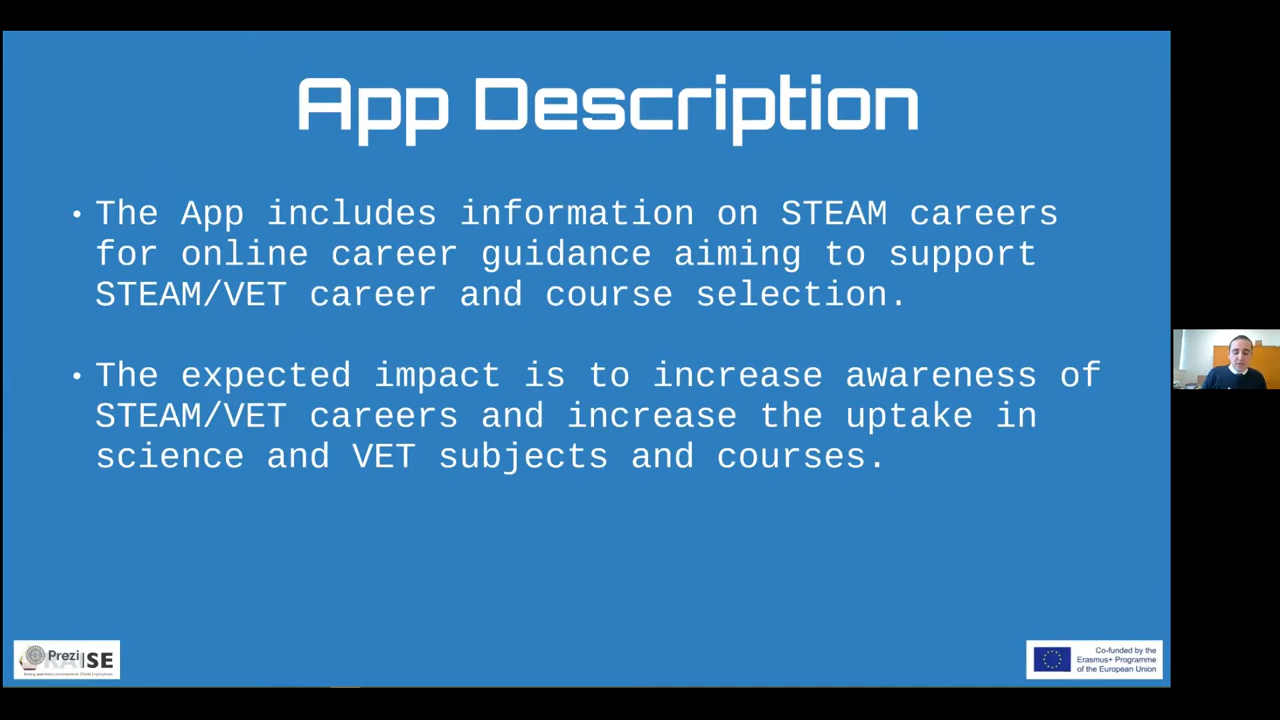 App Description
• The App includes information on STEAM careers
for online career guidance aiming to support
STEAM/VET career and course selection.
• The expected impact is to increase awareness of
STEAM/VET careers and increase the uptake in
science and VET subjects and courses.
Prezi
Co-funded by the
Erasmus+ Programme
of the European Union